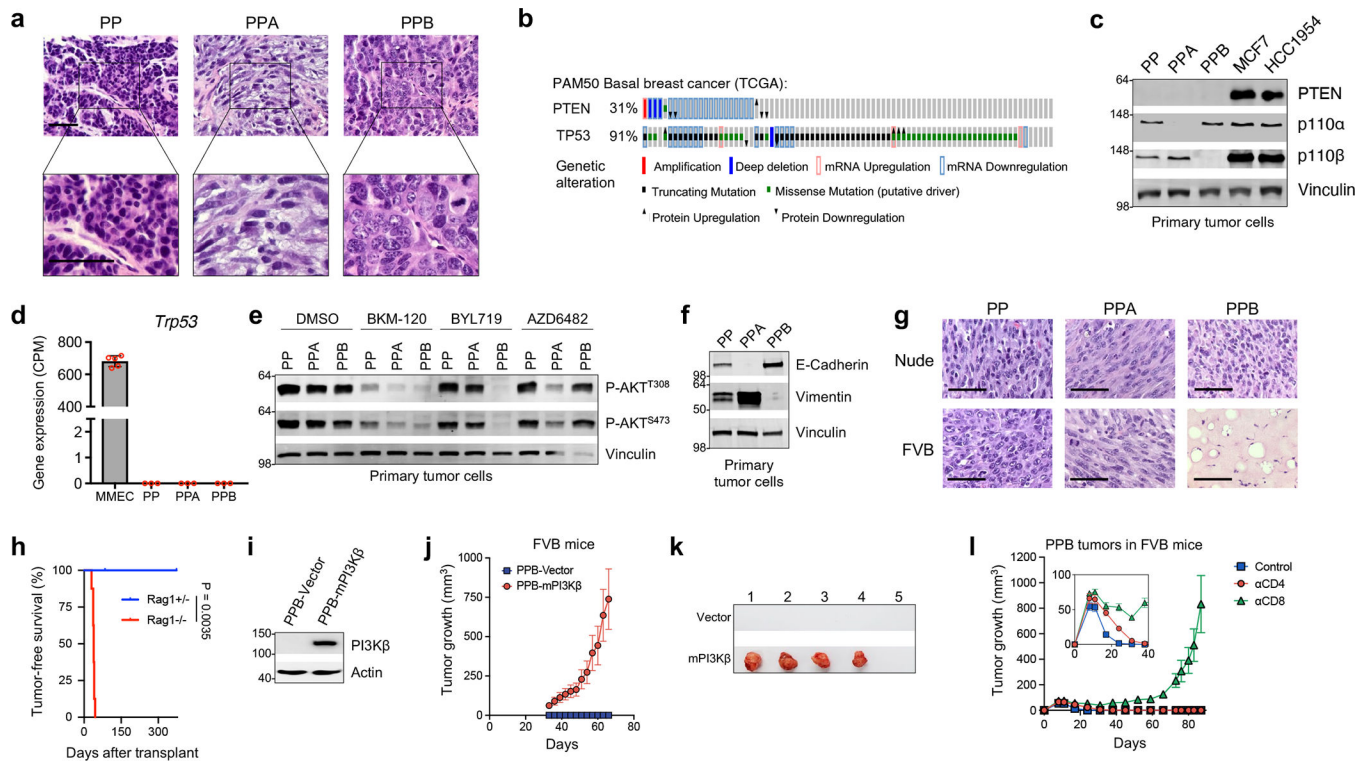 a
PP
PPA
PPB
b
PAM50 Basal breast cancer (TCGA):
PTEN 31%
TP53 91%
Genetic
alteration
Amplification
Deep deletion
mRNA Upregulation
mRNA Downregulation
Truncating Mutation
Missense Mutation (putative driver)
Protein Upregulation
Protein Downregulation
c
PP
PPA
PPB
MCF7
HCC1954
64
PTEN
148
p110α
148
p110β
98
Vinculin
Primary tumor cells
d
Trp53
Gene expression (CPM)
800
700
600
400
2
1
0
MMEC
PP
PPA
PPB
e
DMSO
BKM-120
BYL719
AZD6482
PP
PPA
PPB
PP
PPA
PPB
PP
PPA
PPB
PP
PPA
PPB
64
P-AKTT308
64
P-AKTS473
98
Vinculin
Primary tumor cells
f
PP
PPA
PPB
98
E-Cadherin
64
50
Vimentin
98
Vinculin
Primary
tumor cells
g
PP
PPA
PPB
Nude
FVB
h
Tumor-free survival (%)
100
75
50
25
0
0
150
300
Days after transplant
Rag1+/-
Rag1-/-
P = 0.0035
i
PPB-Vector
PPB-mPI3Kβ
150
100
PI3Kβ
40
Actin
j
FVB mice
Tumor growth (mm3)
1000
750
500
250
0
0
20
40
60
80
Days
PPB-Vector
PPB-mPI3Kβ
k
1
2
3
4
5
Vector
mPI3Kβ
l
PPB tumors in FVB mice
Tumor growth (mm3)
1200
1000
800
600
400
200
0
0
20
40
60
80
Days
100
50
0
0
10
20
30
40
Control
αCD4
αCD8